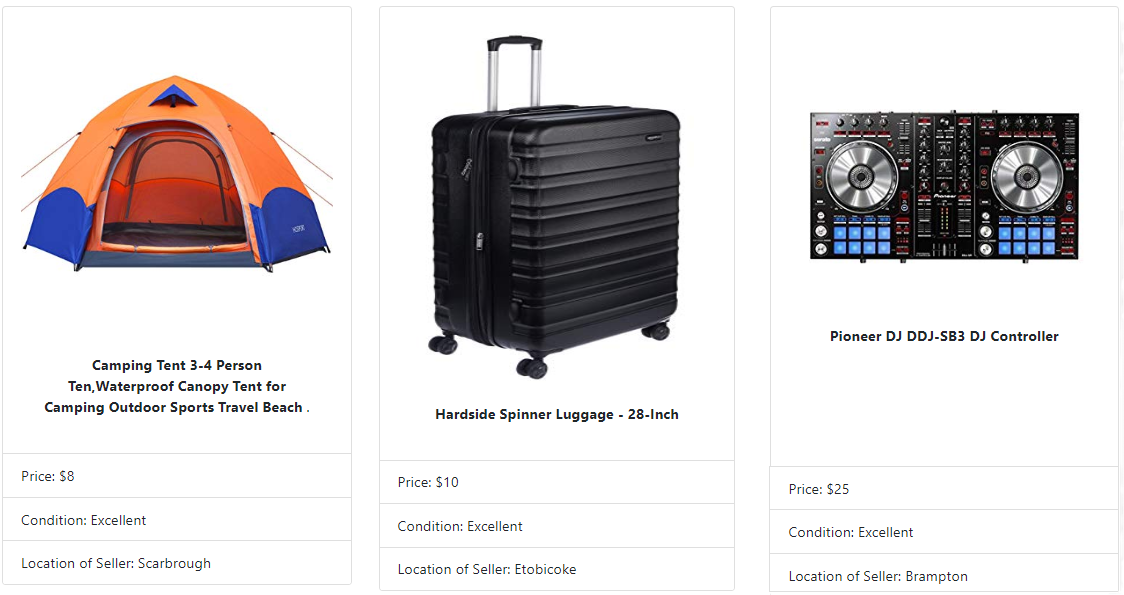 Camping Tent 3-4 Person
Ten,Waterproof Canopy Tent for
Camping Outdoor Sports Travel Beach .
Price: $8
Condition: Excellent
Location of Seller: Scarbrough
Hardside Spinner Luggage - 28-Inch
Price: $10
Condition: Excellent
Location of Seller: Etobicoke
Pioneer
Pioneer DJ DDJ-SB3 DJ Controller
Price: $25
Condition: Excellent
Location of Seller: Brampton